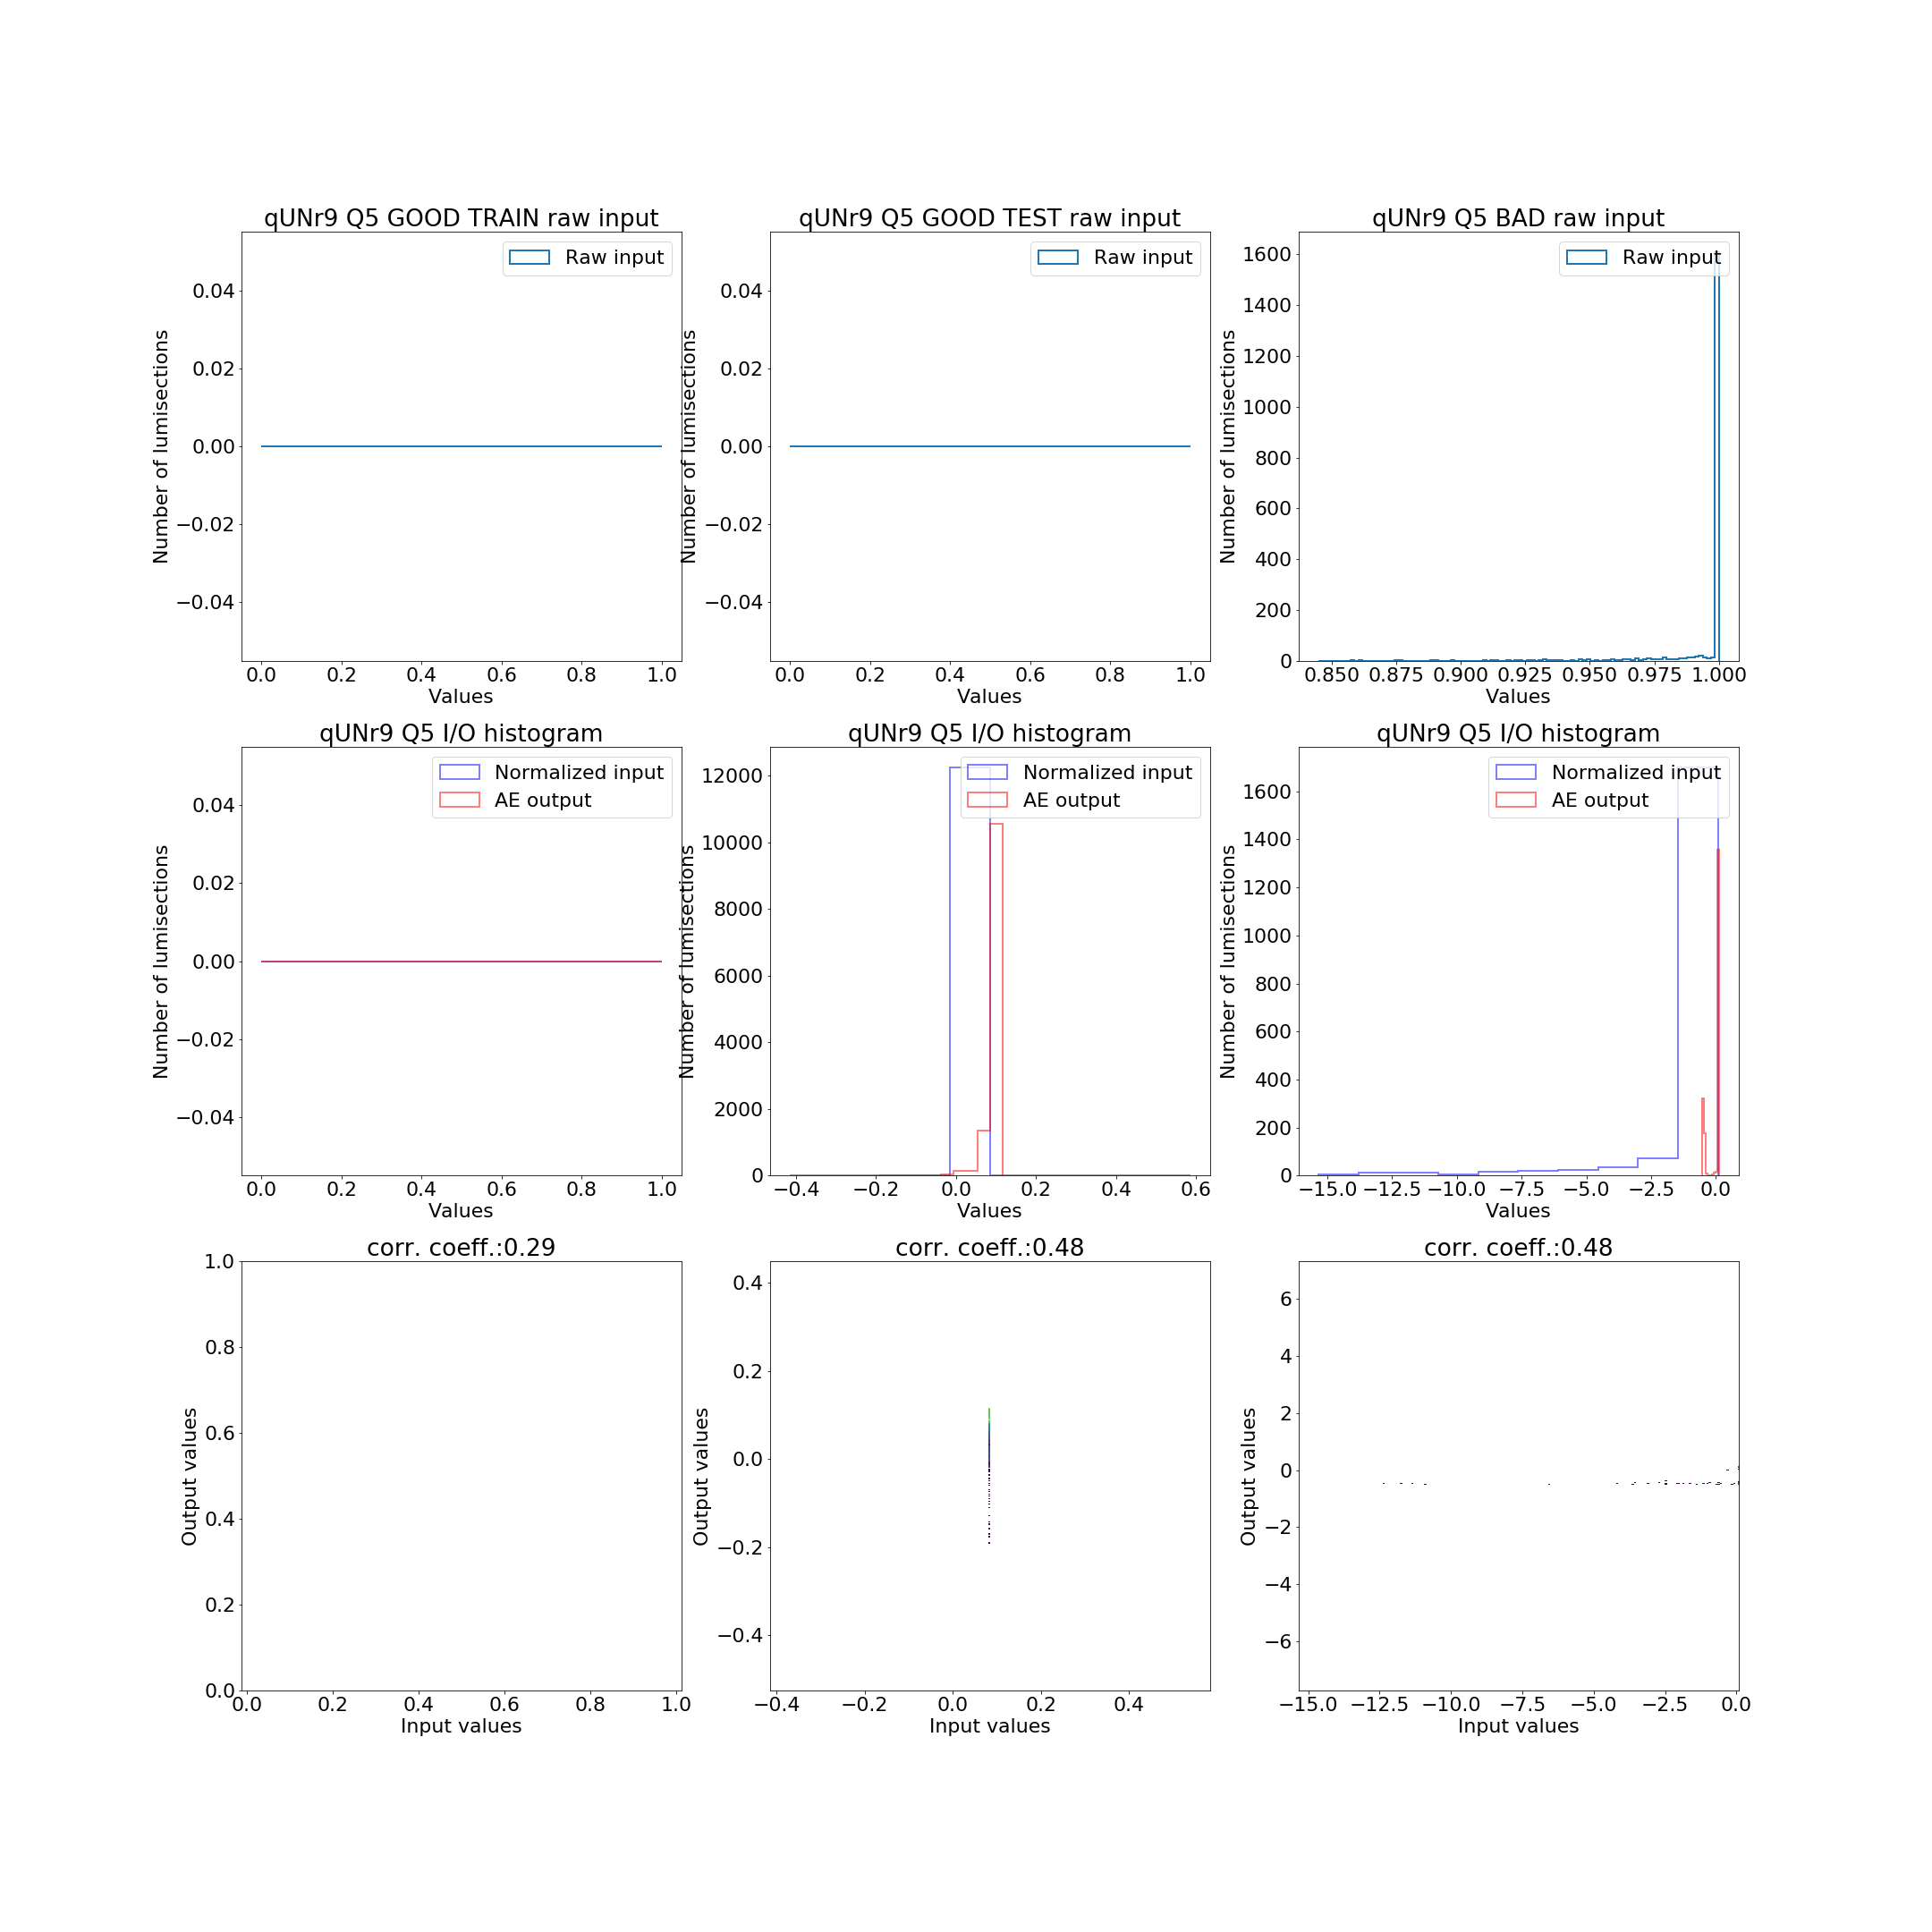 qUNr9 Q5 GOOD TRAIN raw input
Raw input
Number of lumisections
0.04
0.02
0.00
−0.02
−0.04
0.0 0.2 0.4 0.6 0.8 1.0
Values
qUNr9 Q5 GOOD TEST raw input
Raw input
Number of lumisections
0.04
0.02
0.00
−0.02
−0.04
0.0 0.2 0.4 0.6 0.8 1.0
Values
qUNr9 Q5 BAD raw input
Raw input
Number of lumisections
1600
1400
1200
1000
800
600
400
200
0
0.850 0.875 0.900 0.925 0.950 0.975 1.000
Values
qUNr9 Q5 I/O histogram
Normalized input
AE output
Number of lumisections
0.04
0.02
0.00
−0.02
−0.04
0.0 0.2 0.4 0.6 0.8 1.0
Values
qUNr9 Q5 I/O histogram
Normalized input
AE output
Number of lumisections
12000
10000
8000
6000
4000
2000
0
−0.4 −0.2 0.0 0.2 0.4 0.6
Values
qUNr9 Q5 I/O histogram
Normalized input
AE output
Number of lumisections
1600
1400
1200
1000
800
600
400
200
0
−15.0 −12.5 −10.0 −7.5 −5.0 −2.5 0.0
Values
corr. coeff.:0.29
Output values
1.0
0.8
0.6
0.4
0.2
0.0
0.0 0.2 0.4 0.6 0.8 1.0
Input values
corr. coeff.:0.48
Output values
0.4
0.2
0.0
−0.2
−0.4
−0.4 −0.2 0.0 0.2 0.4
Input values
corr. coeff.:0.48
Output values
6
4
2
0
−2
−4
−6
−15.0 −12.5 −10.0 −7.5 −5.0 −2.5 0.0
Input values